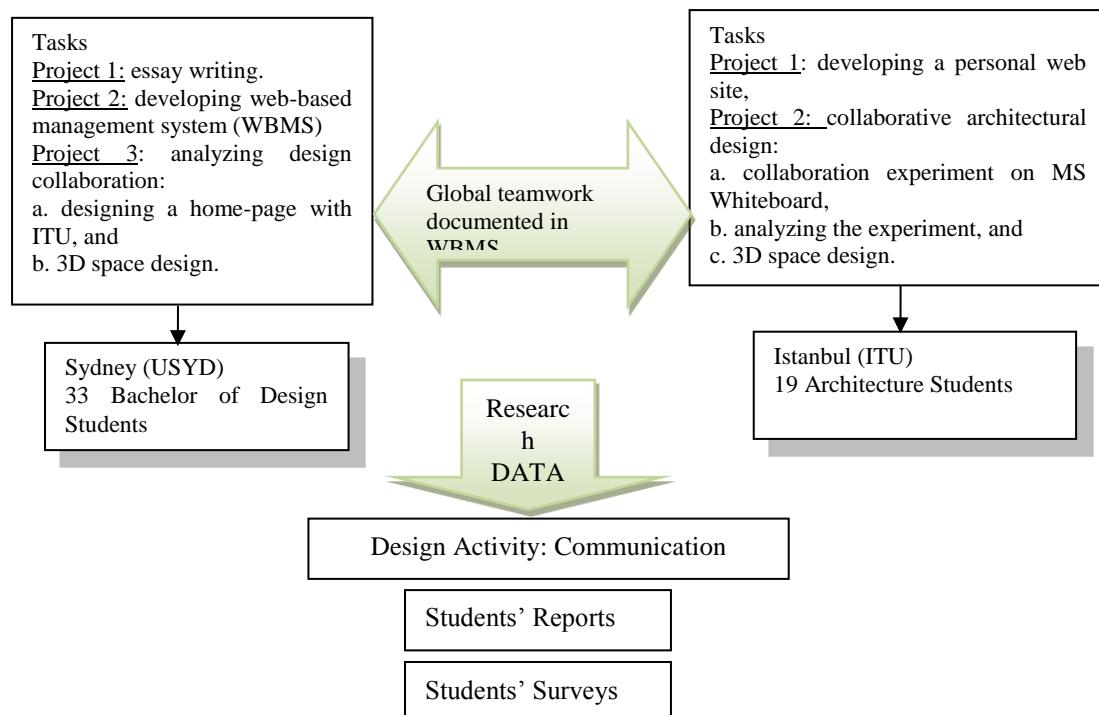 Tasks
Project 1: essay writing.
Project 2: developing web-based
management system (WBMS)
Project 3: analyzing design
collaboration:
a. designing a home-page with
ITU, and
b. 3D space design.
Tasks
Project 1: developing a personal web
site,
Project 2: collaborative architectural
design:
a. collaboration experiment on MS
Whiteboard,
b. analyzing the experiment, and
c. 3D space design.
Global teamwork
documented in
WBMS
Sydney (USYD)
33 Bachelor of Design
Students
Istanbul (ITU)
19 Architecture Students
Researc
h
DATA
Design Activity: Communication
Students’ Reports
Students’ Surveys